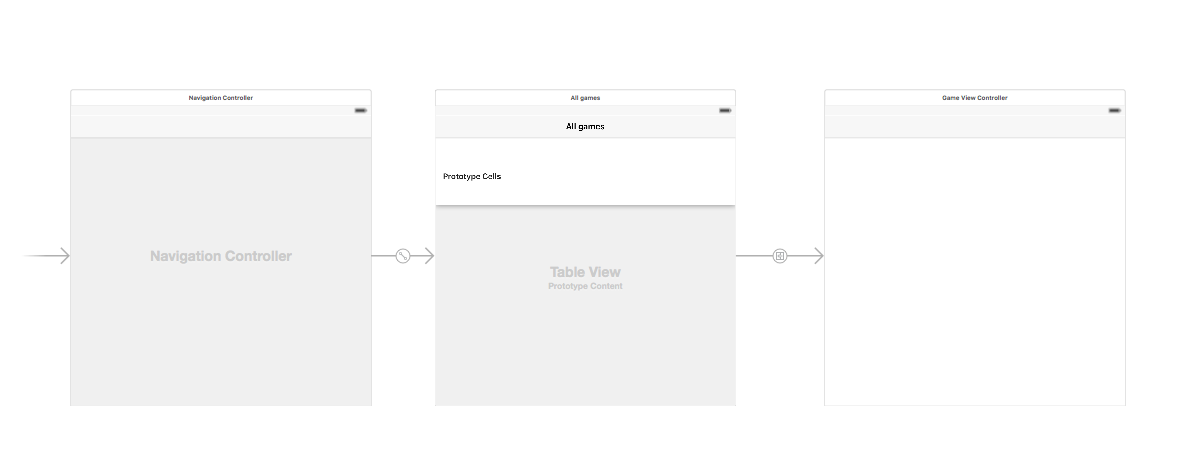 Navigation Controller
All games
Game View Controller
All games
Prototype Cells
Navigation Controller
Table View
Prototype Content